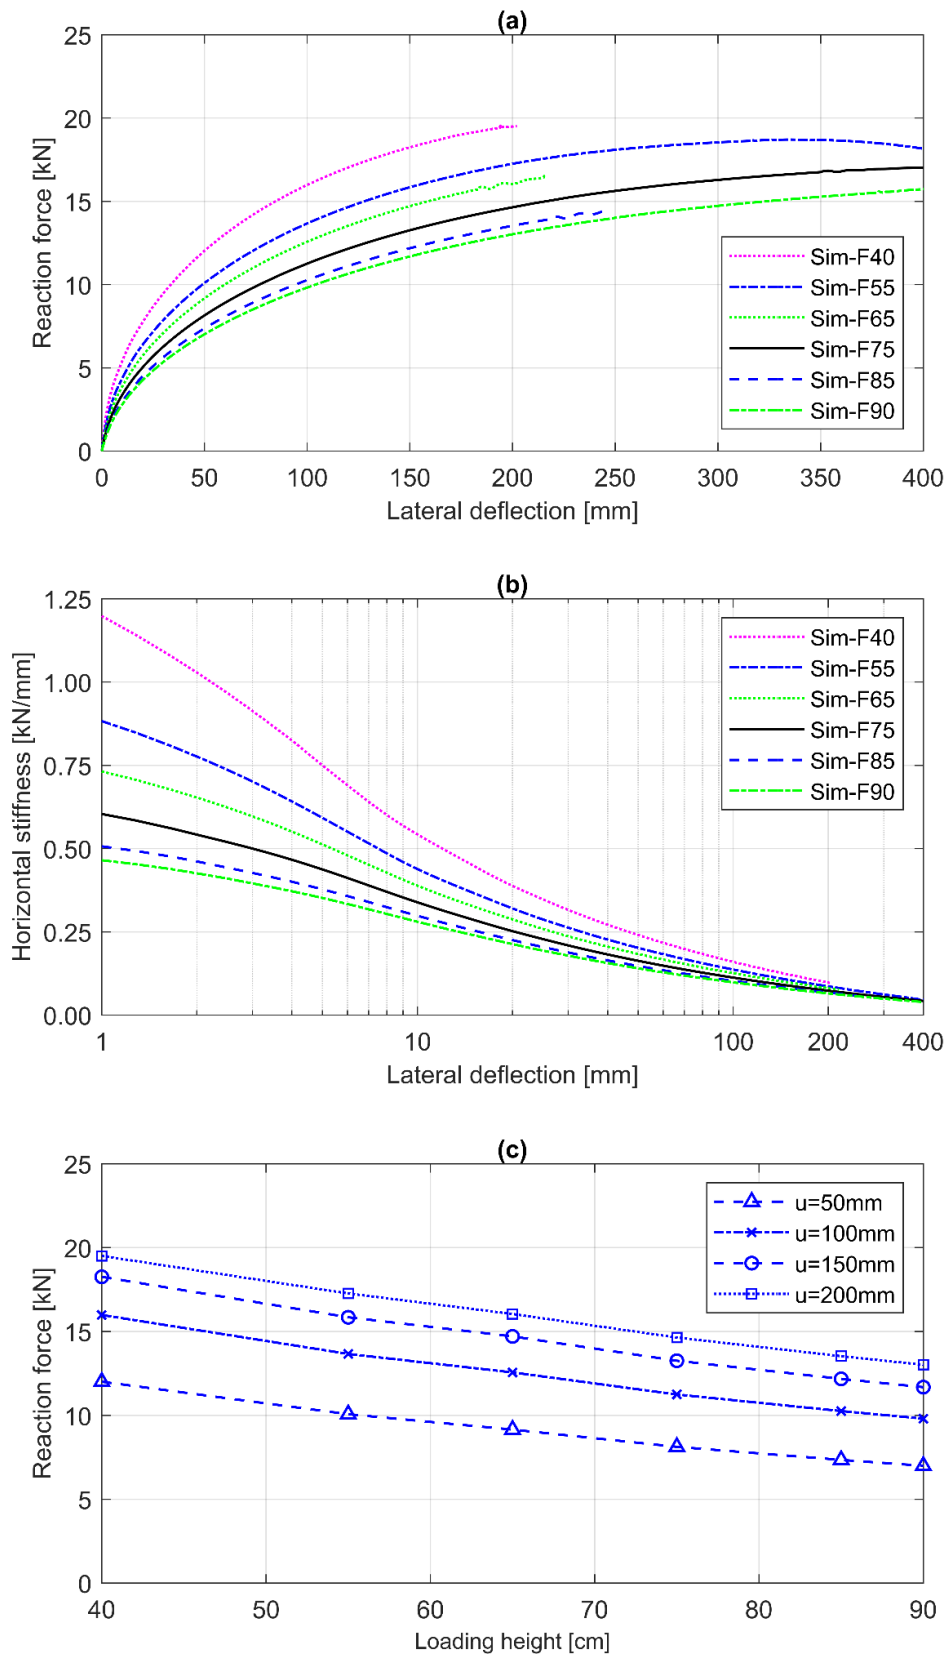 (a)
25
20
15
10
5
0
Reaction force [kN]
Sim-F40
Sim-F55
Sim-F65
Sim-F75
Sim-F85
Sim-F90
0 50 100 150 200 250 300 350 400
Lateral deflection [mm]
(b)
1.25
1.00
0.75
0.50
0.25
0.00
Horizontal stiffness [kN/mm]
Sim-F40
Sim-F55
Sim-F65
Sim-F75
Sim-F85
Sim-F90
1 10 100 200 400
Lateral deflection [mm]
(c)
25
20
15
10
5
0
Reaction force [kN]
u=50mm
u=100mm
u=150mm
u=200mm
40 50 60 70 80 90
Loading height [cm]